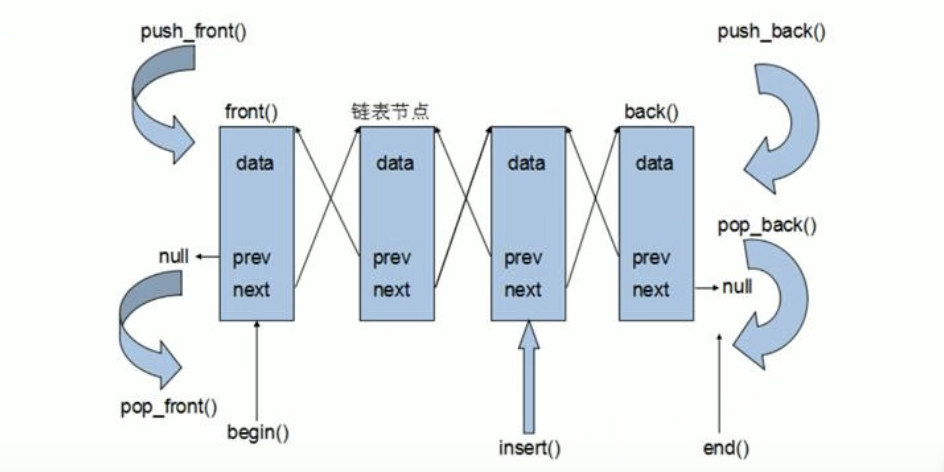 push_front()
push_back()
front()
链表节点
back()
data
data
data
data
pop_back()
null
prev
prev
prev
prev
next
next
next
next
null
pop_front()
begin()
insert()
end()